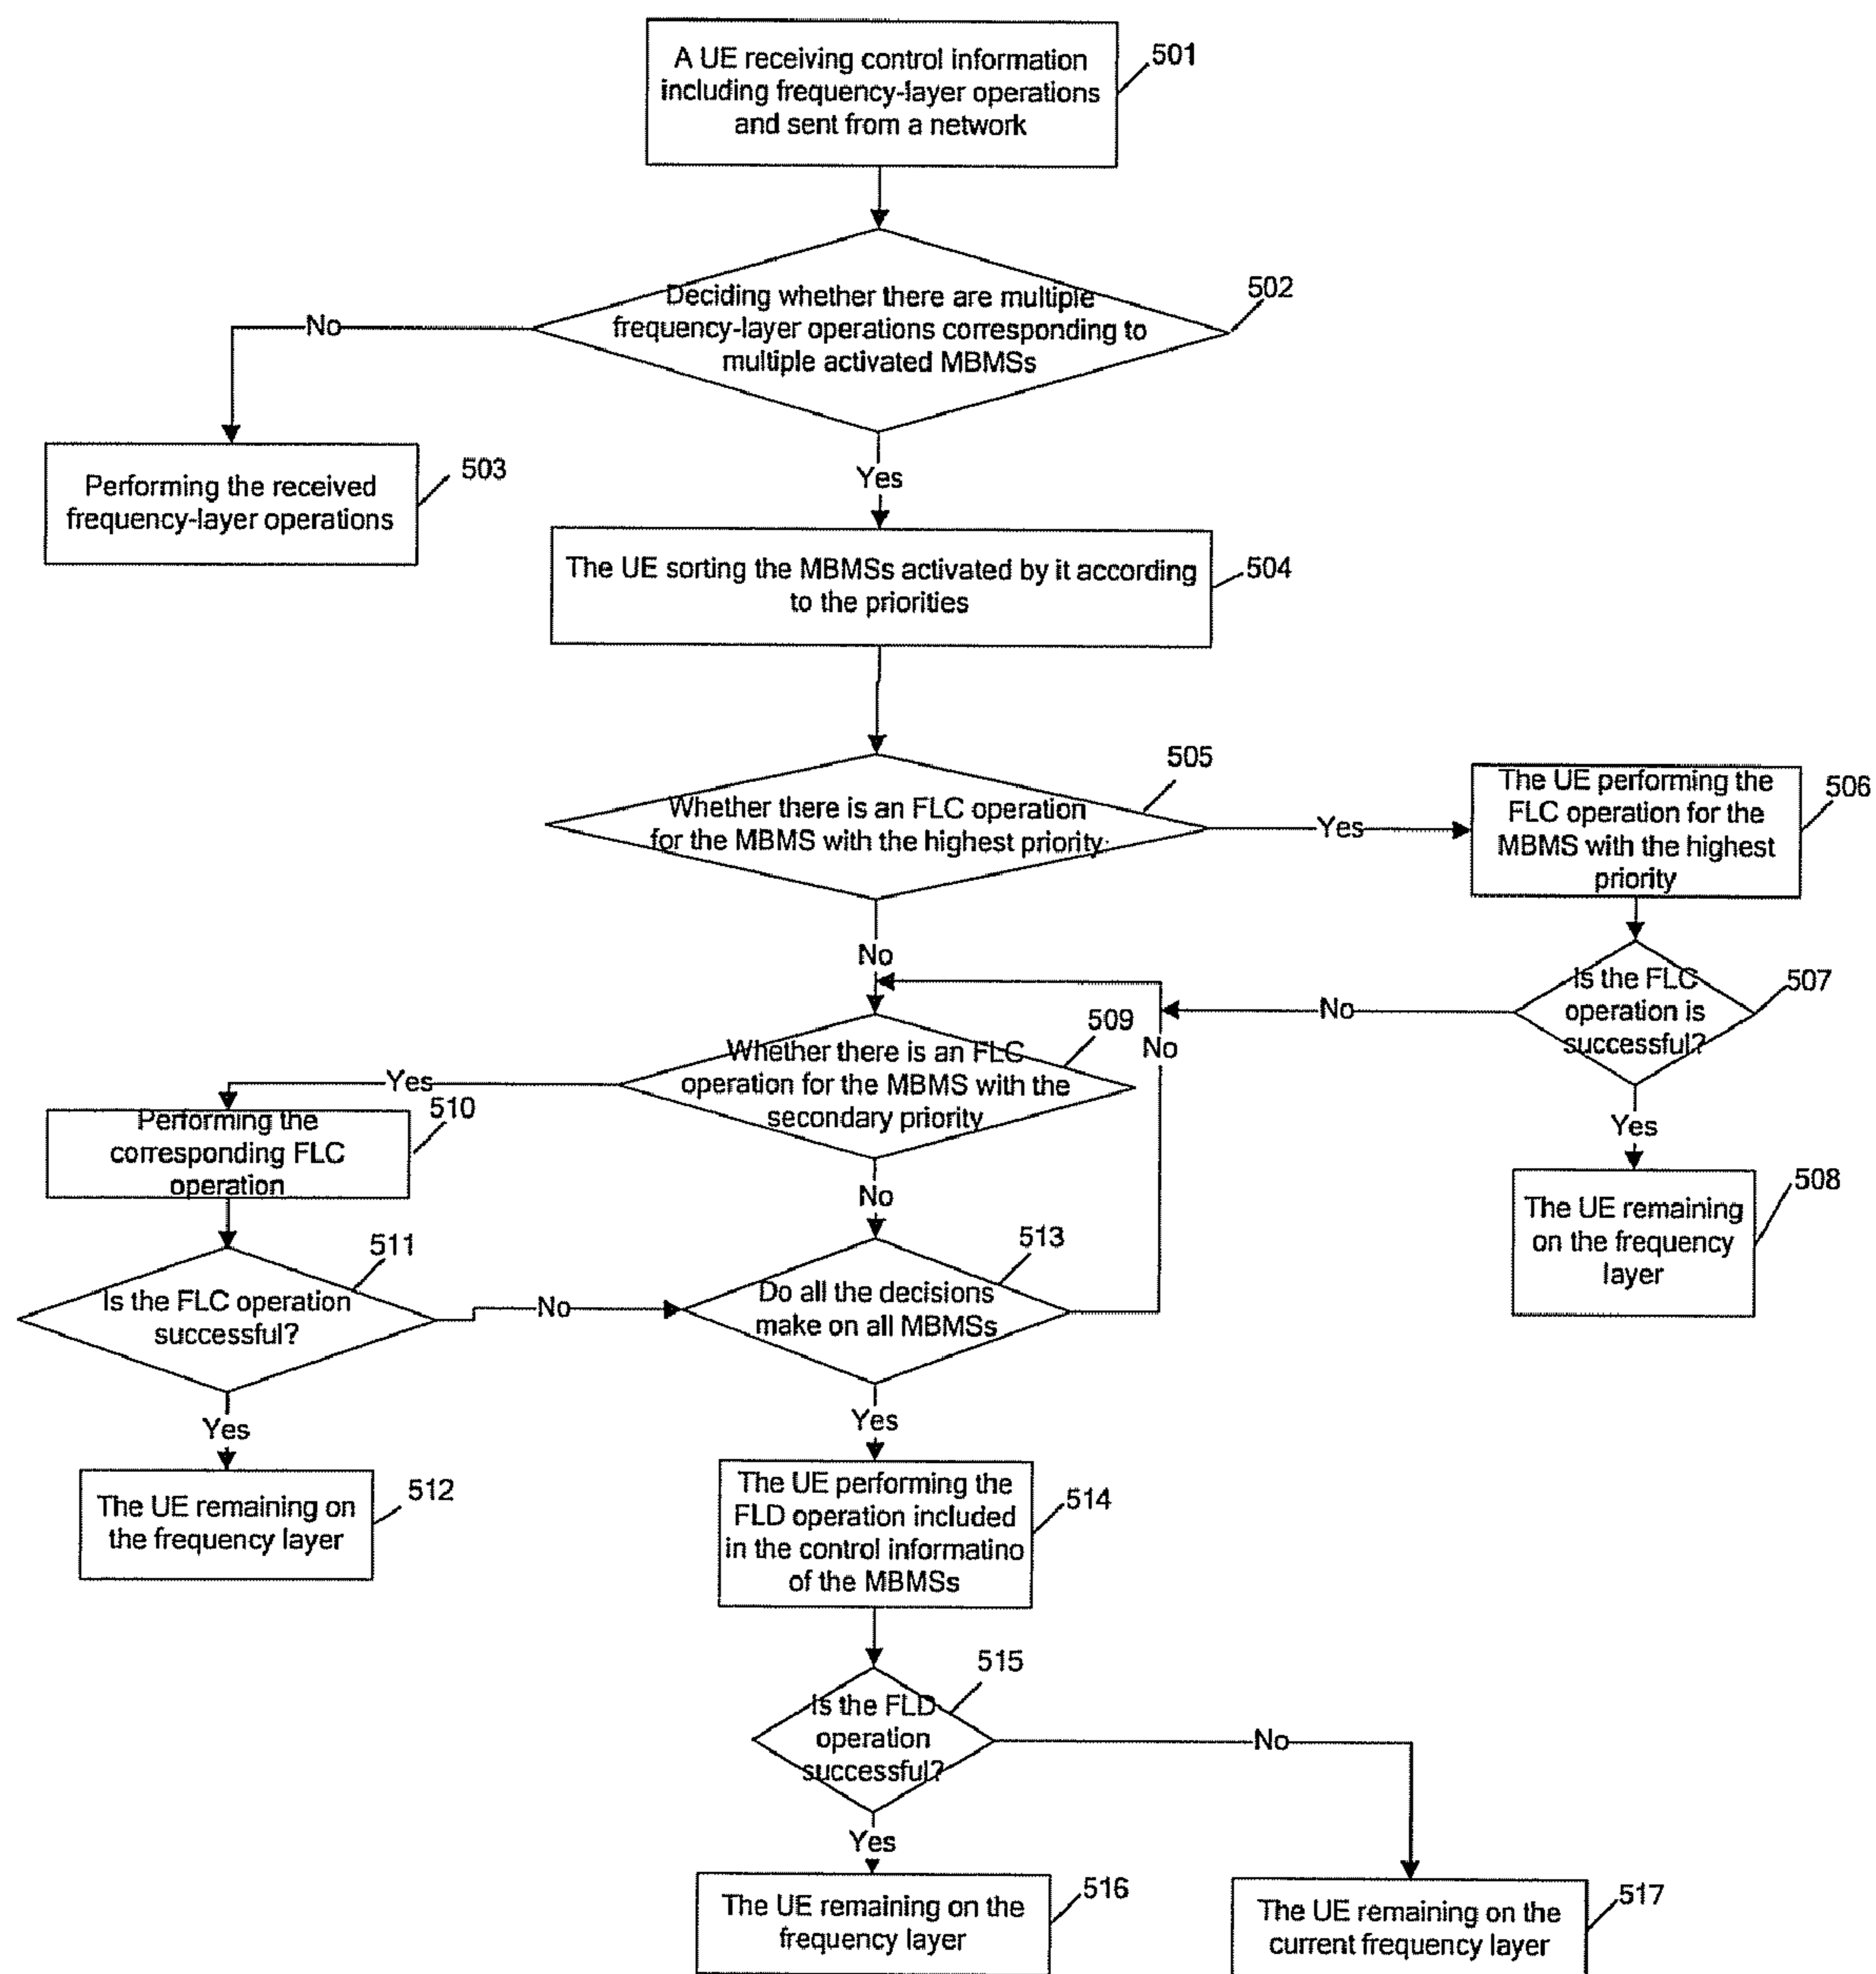 A UE receiving control information
including frequency-layer operations
and sent from a network
501
Deciding whether there are multiple
frequency-layer operations corresponding to
multiple activated MBMSs
502
No
Yes
Performing the received
frequency-layer operations
503
The UE sorting the MBMSs activated by it according
to the priorities
504
Whether there is an FLC operation
for the MBMS with the highest priority
505
Yes
No
The UE performing the
FLC operation for the
MBMS with the highest
priority
506
Is the FLC
operation is
successful?
507
No
Yes
The UE remaining
on the frequency
layer
508
Whether there is an FLC
operation for the MBMS with the
secondary priority
509
Yes
No
No
Performing the
corresponding FLC
operation
510
Is the FLC operation
successful?
511
No
Yes
Do all the decisions
make on all MBMSs
513
Yes
The UE remaining on
the frequency layer
512
The UE performing the
FLD operation included
in the control informatino
of the MBMSs
514
Is the FLD
operation
successful?
515
No
Yes
The UE remaining on the
frequency layer
516
The UE remaining on the
current frequency layer
517